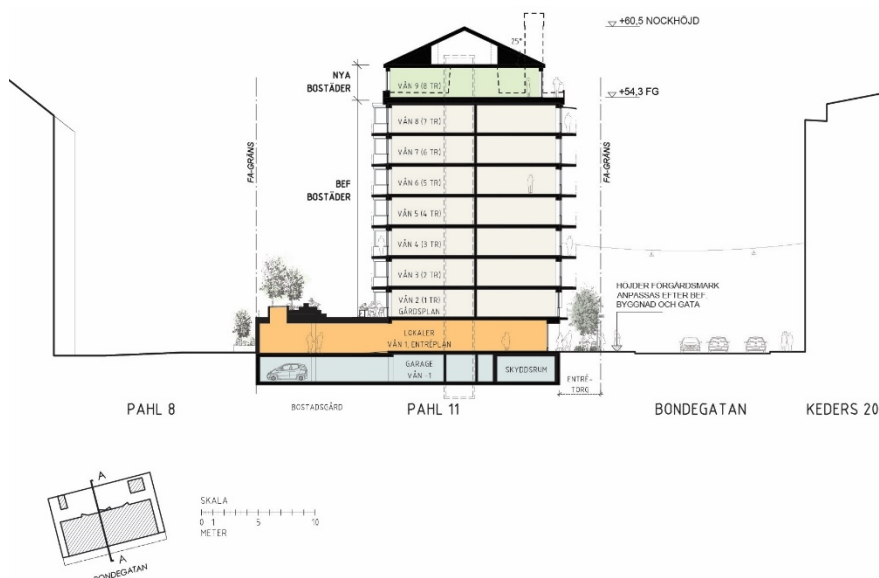 +60,5 NOCKHÖJD
25°
NYA
BOSTÄDER
VÅN 9 (8 TR)
+54,3 FG
VÅN 8 (7 TR)
FA-GRÄNS
FA-GRÄNS
VÅN 7 (6 TR)
BEF
BOSTÄDER
VÅN 6 (5 TR)
VÅN 5 (4 TR)
VÅN 4 (3 TR)
VÅN 3 (2 TR)
VÅN 2 (1 TR)
GÅRDSPLAN
HÖJDER FÖRGÅRDSMARK
ANPASSAS EFTER BEF.
BYGGNAD OCH GATA
LOKALER
VÅN 1, ENTRÉPLAN
GARAGE
VÅN -1
SKYDDSRUM
ENTRÉ-
TORG
PAHL 8
BOSTADSGÅRD
PAHL 11
BONDEGATAN
KEDERS 20
A
A
BONDEGATAN
SKALA
0 1 5 10
METER